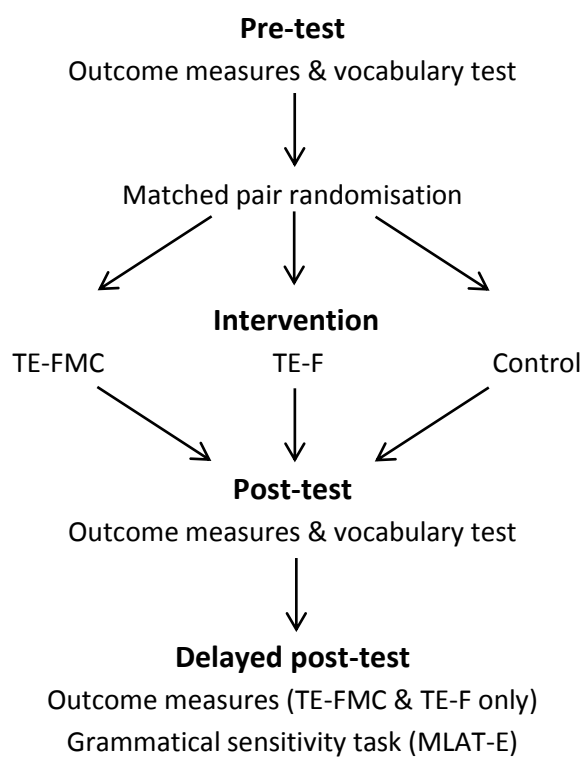 Pre-test
Outcome measures & vocabulary test
Matched pair randomisation
Intervention
TE-FMC TE-F Control
Post-test
Outcome measures & vocabulary test
Delayed post-test
Outcome measures (TE-FMC & TE-F only)
Grammatical sensitivity task (MLAT-E)